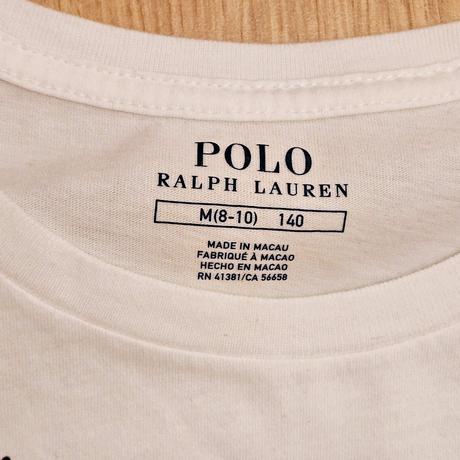 POLO
RALPH LAUREN
M(8-10) 140
MADE IN MACAU
FABRIQUÉ À MACAO
HECHO EN MACAO
RN 41381/CA 56658